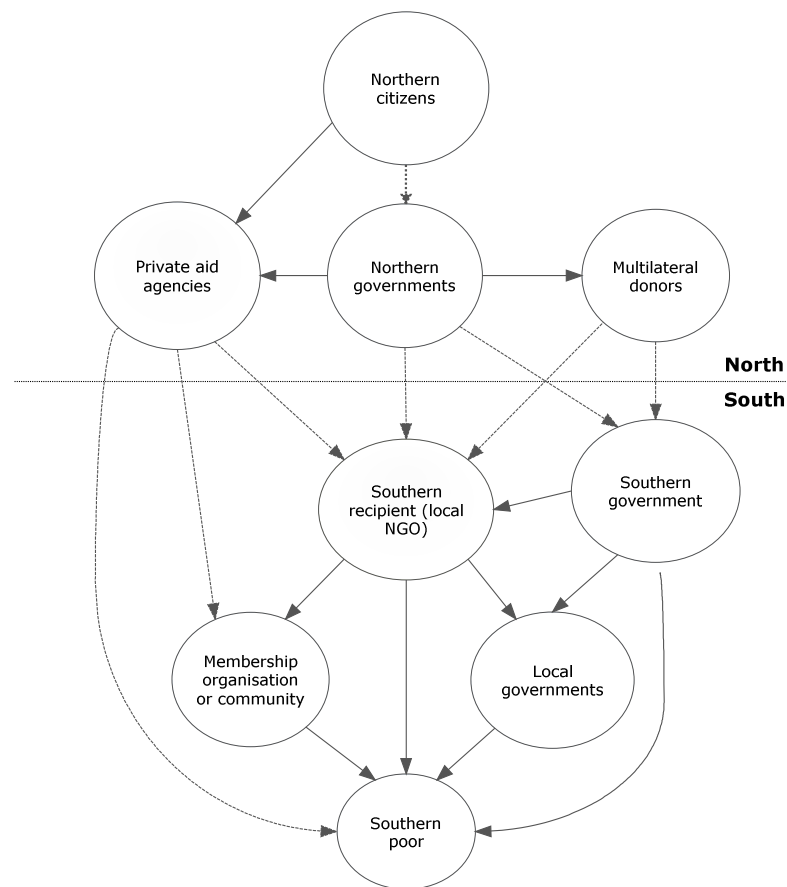 Northern
citizens
Private aid
agencies
Northern
governments
Multilateral
donors
North
South
Southern
recipient (local
NGO)
Southern
government
Membership
organisation
or community
Local
governments
Southern
poor